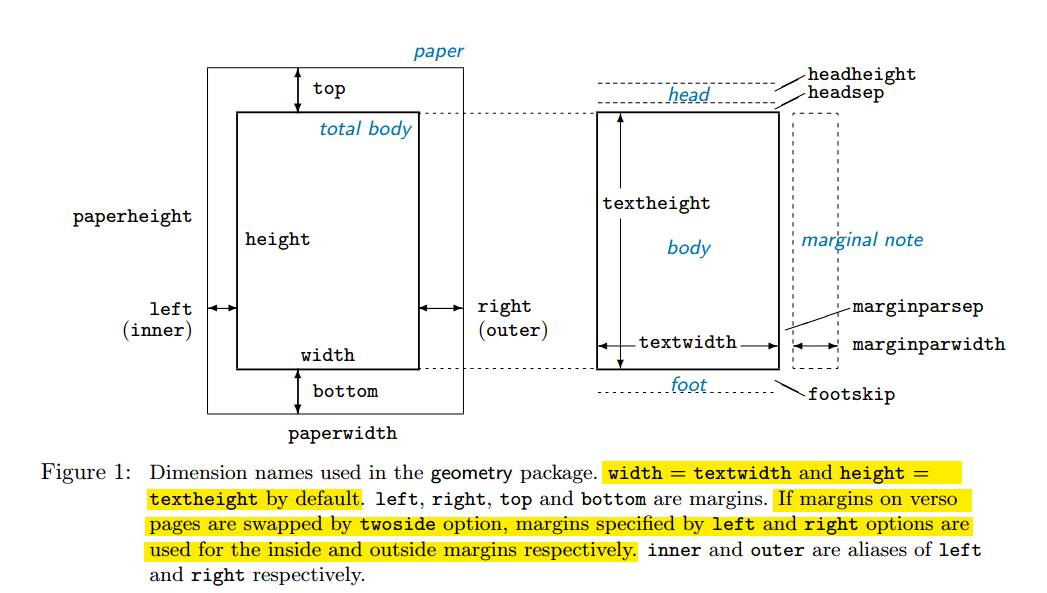 paper
top
total body
paperheight
height
left
(inner)
right
(outer)
width
bottom
paperwidth
headheight
head
headsep
textheight
body
marginal note
marginparsep
textwidth
marginparwidth
foot
footskip
Figure 1: Dimension names used in the geometry package. width = textwidth and height =
textheight by default. left, right, top and bottom are margins. If margins on verso
pages are swapped by twoside option, margins specified by left and right options are
used for the inside and outside margins respectively. inner and outer are aliases of left
and right respectively.